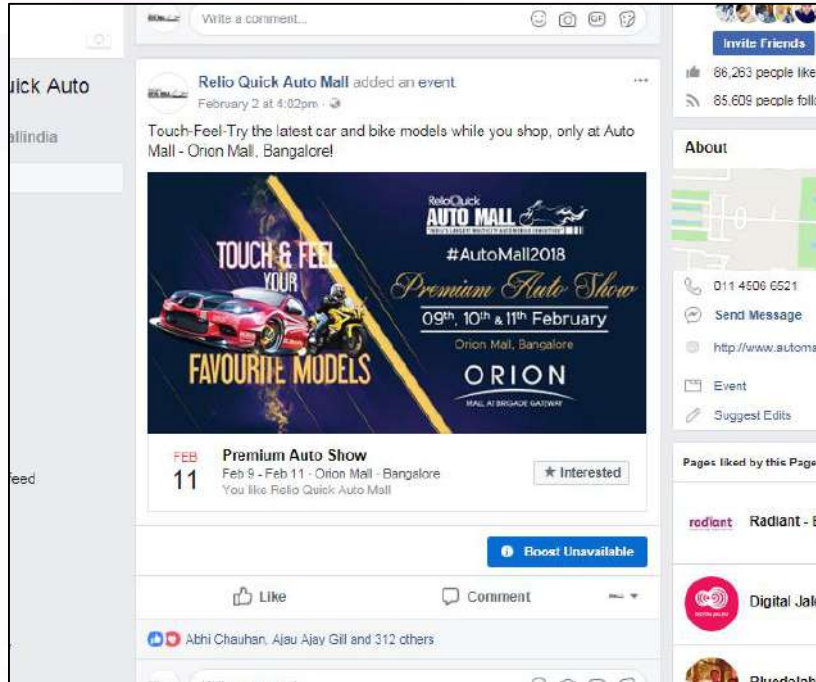 Write a comment...
GIF
Invite Friends
uick Auto
86,263 people like
Relio Quick Auto Mall added an event.
February 2 at 4:02pm
85,609 people follo
allindia
Touch-Feel-Try the latest car and bike models while you shop, only at Auto
Mall - Orion Mall, Bangalore!
About
ReloQuick
AUTO MALL
#AutoMall2018
TOUCH & FEEL
YOUR
FAVOURITE MODELS
Premium Auto Show
09th, 10th & 11th February
Orion Mall, Bangalore
ORION
MALL AT BRIGADE GATEWAY
011 4506 6521
Send Message
http://www.automa
Event
Suggest Edits
FEB
11
Premium Auto Show
Feb 9 - Feb 11 · Orion Mall · Bangalore
You like Relio Quick Auto Mall
Interested
Pages liked by this Page
feed
radiant
Radiant - E
Boost Unavailable
Like
Comment
Digital Jale
Abhi Chauhan, Ajau Ajay Gill and 312 others